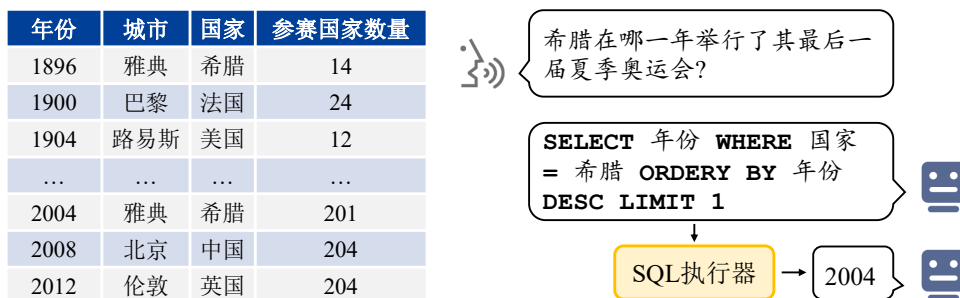 年份 城市 国家 参赛国家数量
1896 雅典 希腊 14
1900 巴黎 法国 24
1904 路易斯 美国 12
… … … …
2004 雅典 希腊 201
2008 北京 中国 204
2012 伦敦 英国 204
希腊在哪一年举行了其最后一
届夏季奥运会?
SELECT 年份 WHERE 国家
= 希腊 ORDERY BY 年份
DESC LIMIT 1
SQL执行器
2004